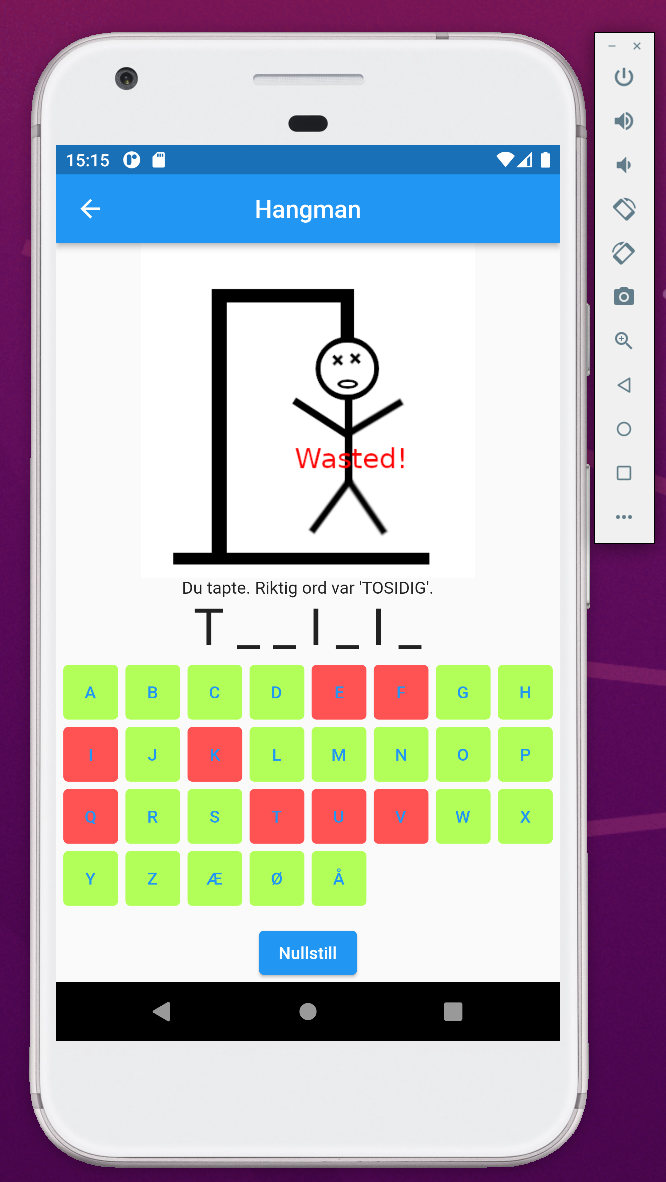 15:15
Hangman
Wasted!
Du tapte. Riktig ord var 'TOSIDIG'.
T _ _ I _ I _
A B C D E F G H
I J K L M N O P
Q R S T U V W X
Y Z Æ Ø Å
Nullstill